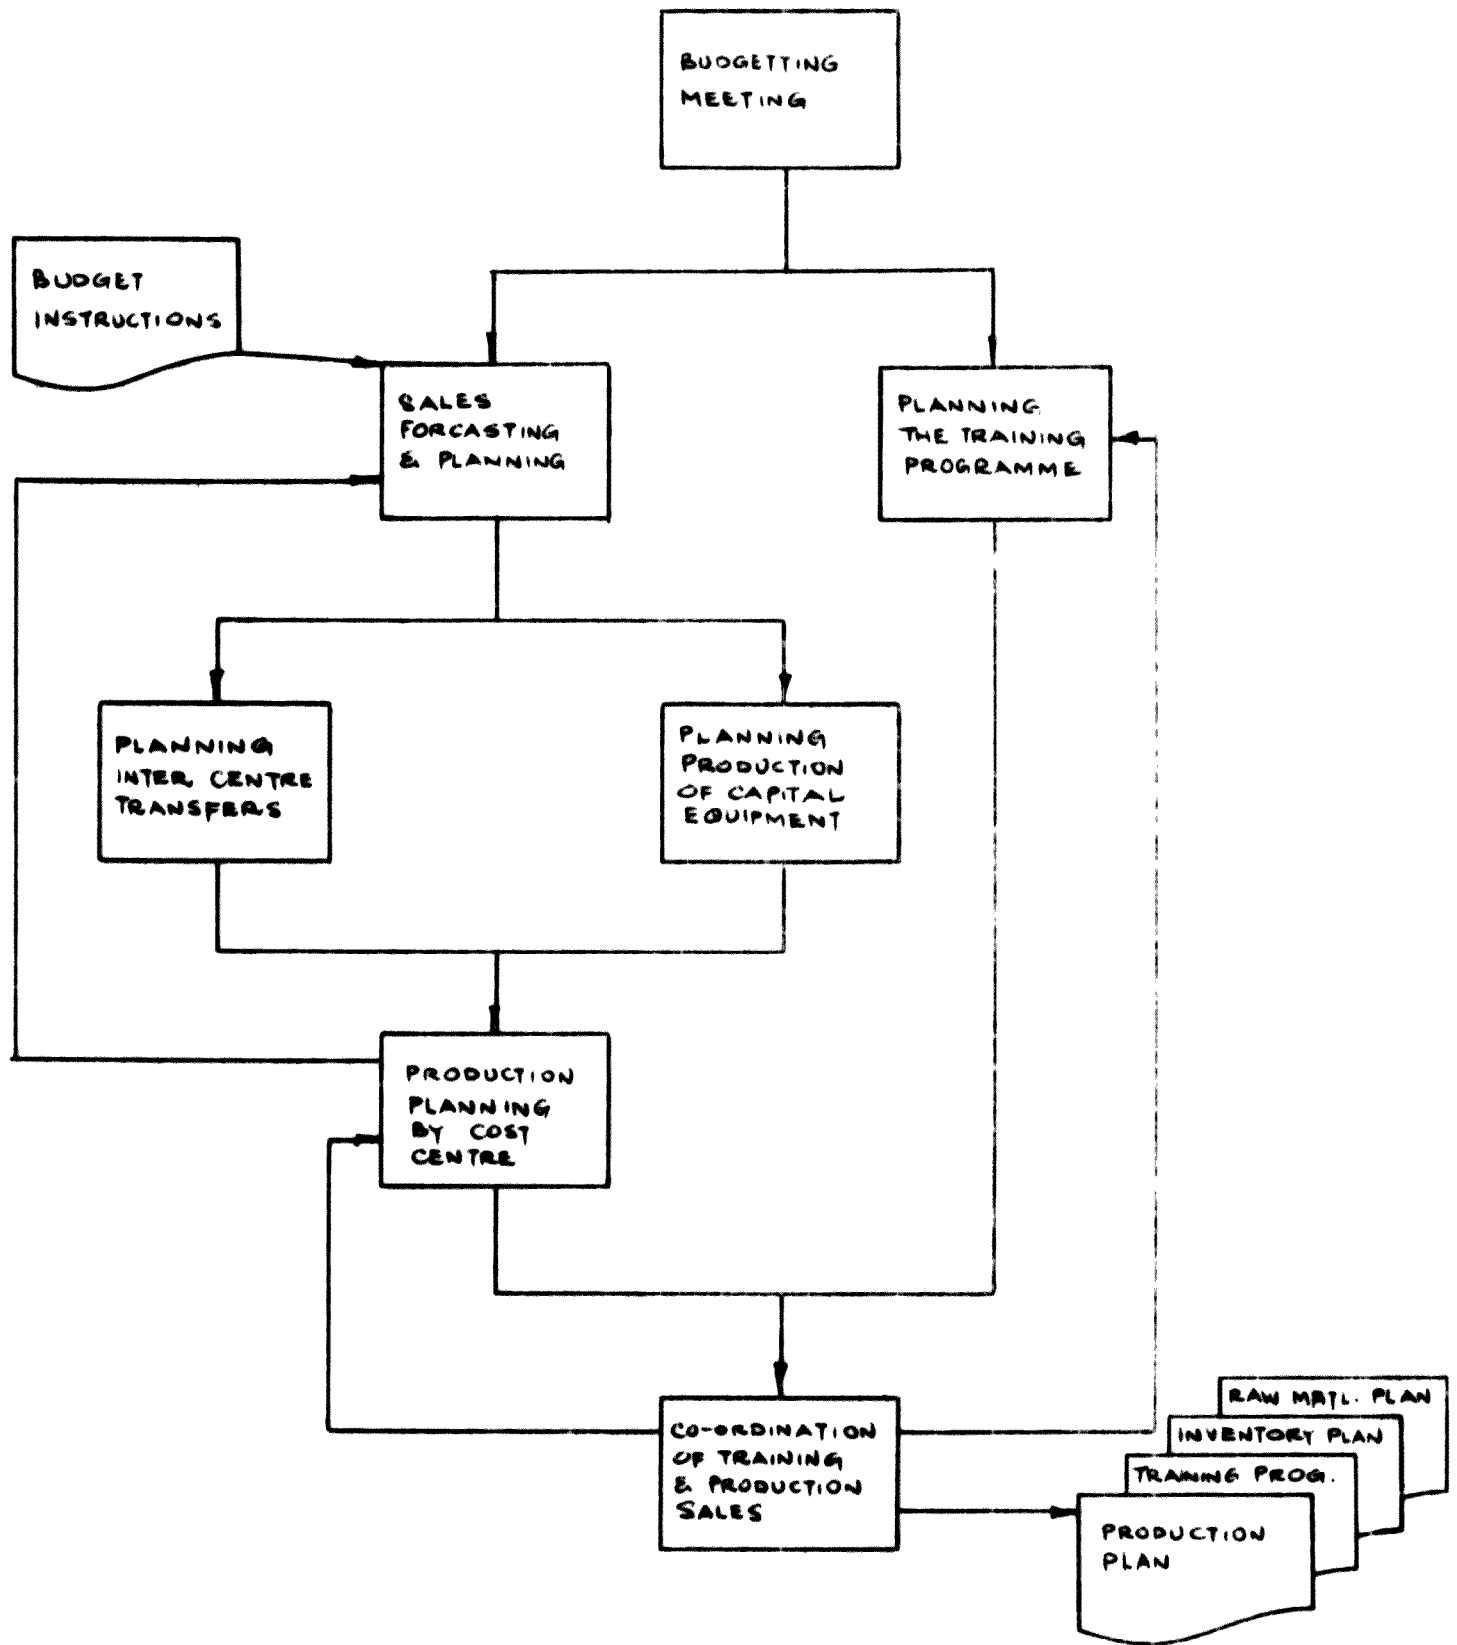 BUDGETTING
MEETING
BUDGET
INSTRUCTIONS
SALES
FORCASTING
& PLANNING
PLANNING
THE TRAINING
PROGRAMME
PLANNING
INTER CENTRE
TRANSFERS
PLANNING
PRODUCTION
OF CAPITAL
EQUIPMENT
PRODUCTION
PLANNING
BY COST
CENTRE
CO-ORDINATION
OF TRAINING
& PRODUCTION
SALES
RAW MATL. PLAN
INVENTORY PLAN
TRAINING PROG.
PRODUCTION
PLAN